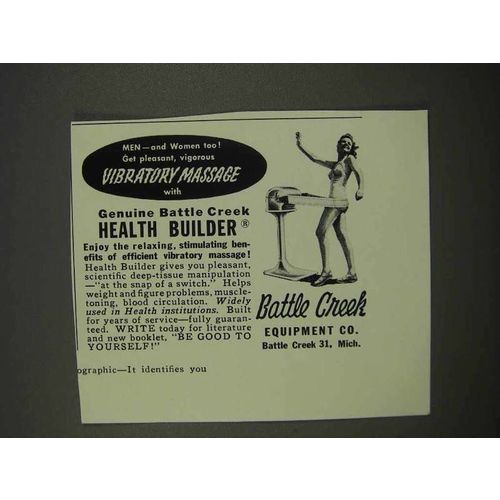 MEN—and Women too!
Get pleasant, vigorous
VIBRATORY MASSAGE
with
Genuine Battle Creek
HEALTH BUILDER®
Enjoy the relaxing, stimulating ben-
efits of efficient vibratory massage!
Health Builder gives you pleasant,
scientific deep-tissue manipulation
—"at the snap of a switch." Helps
weight and figure problems, muscle-
toning, blood circulation. Widely
used in Health institutions. Built
for years of service—fully guaran-
teed. WRITE today for literature
and new booklet, "BE GOOD TO
YOURSELF!"
Battle Creek
EQUIPMENT CO.
Battle Creek 31, Mich.
ographic—It identifies you